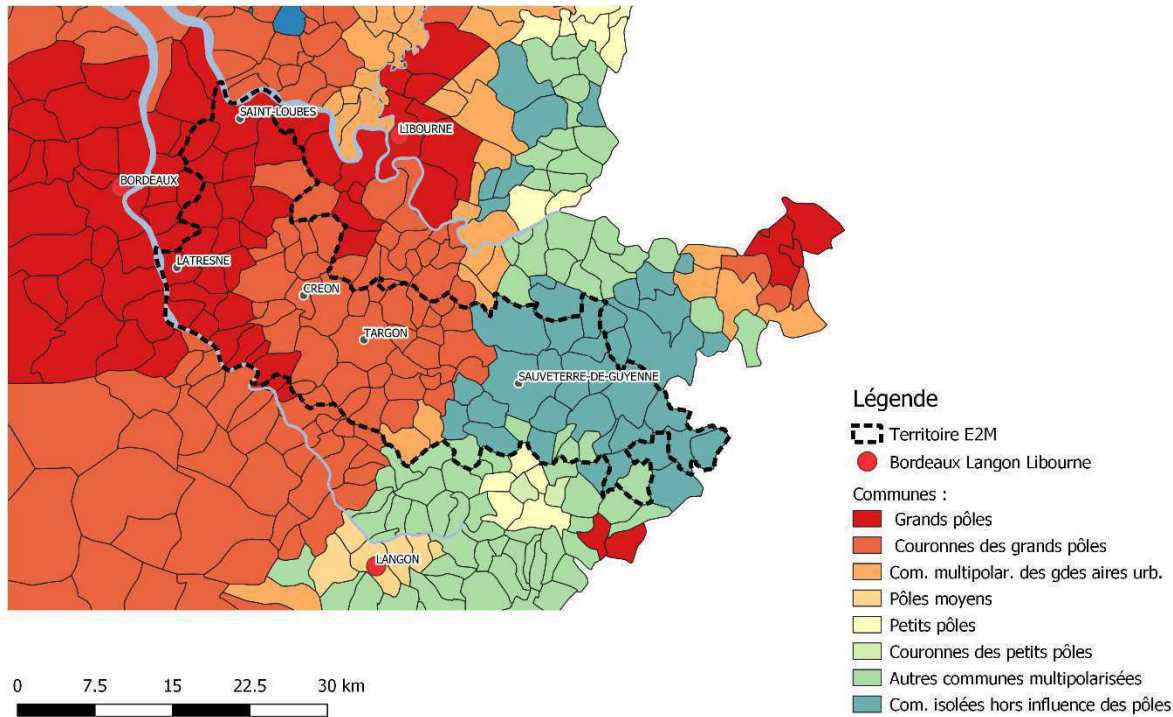 SAINT-LOUBES
LIBOURNE
BORDEAUX
LATRESNE
CREON
TARGON
SAUVETERRE-DE-GUYENNE
LANGON
Légende
Territoire E2M
Bordeaux Langon Libourne
Communes :
Grands pôles
Couronnes des grands pôles
Com. multipolar. des gdes aires urb.
Pôles moyens
Petits pôles
Couronnes des petits pôles
Autres communes multipolarisées
Com. isolées hors influence des pôles
0 7.5 15 22.5 30 km